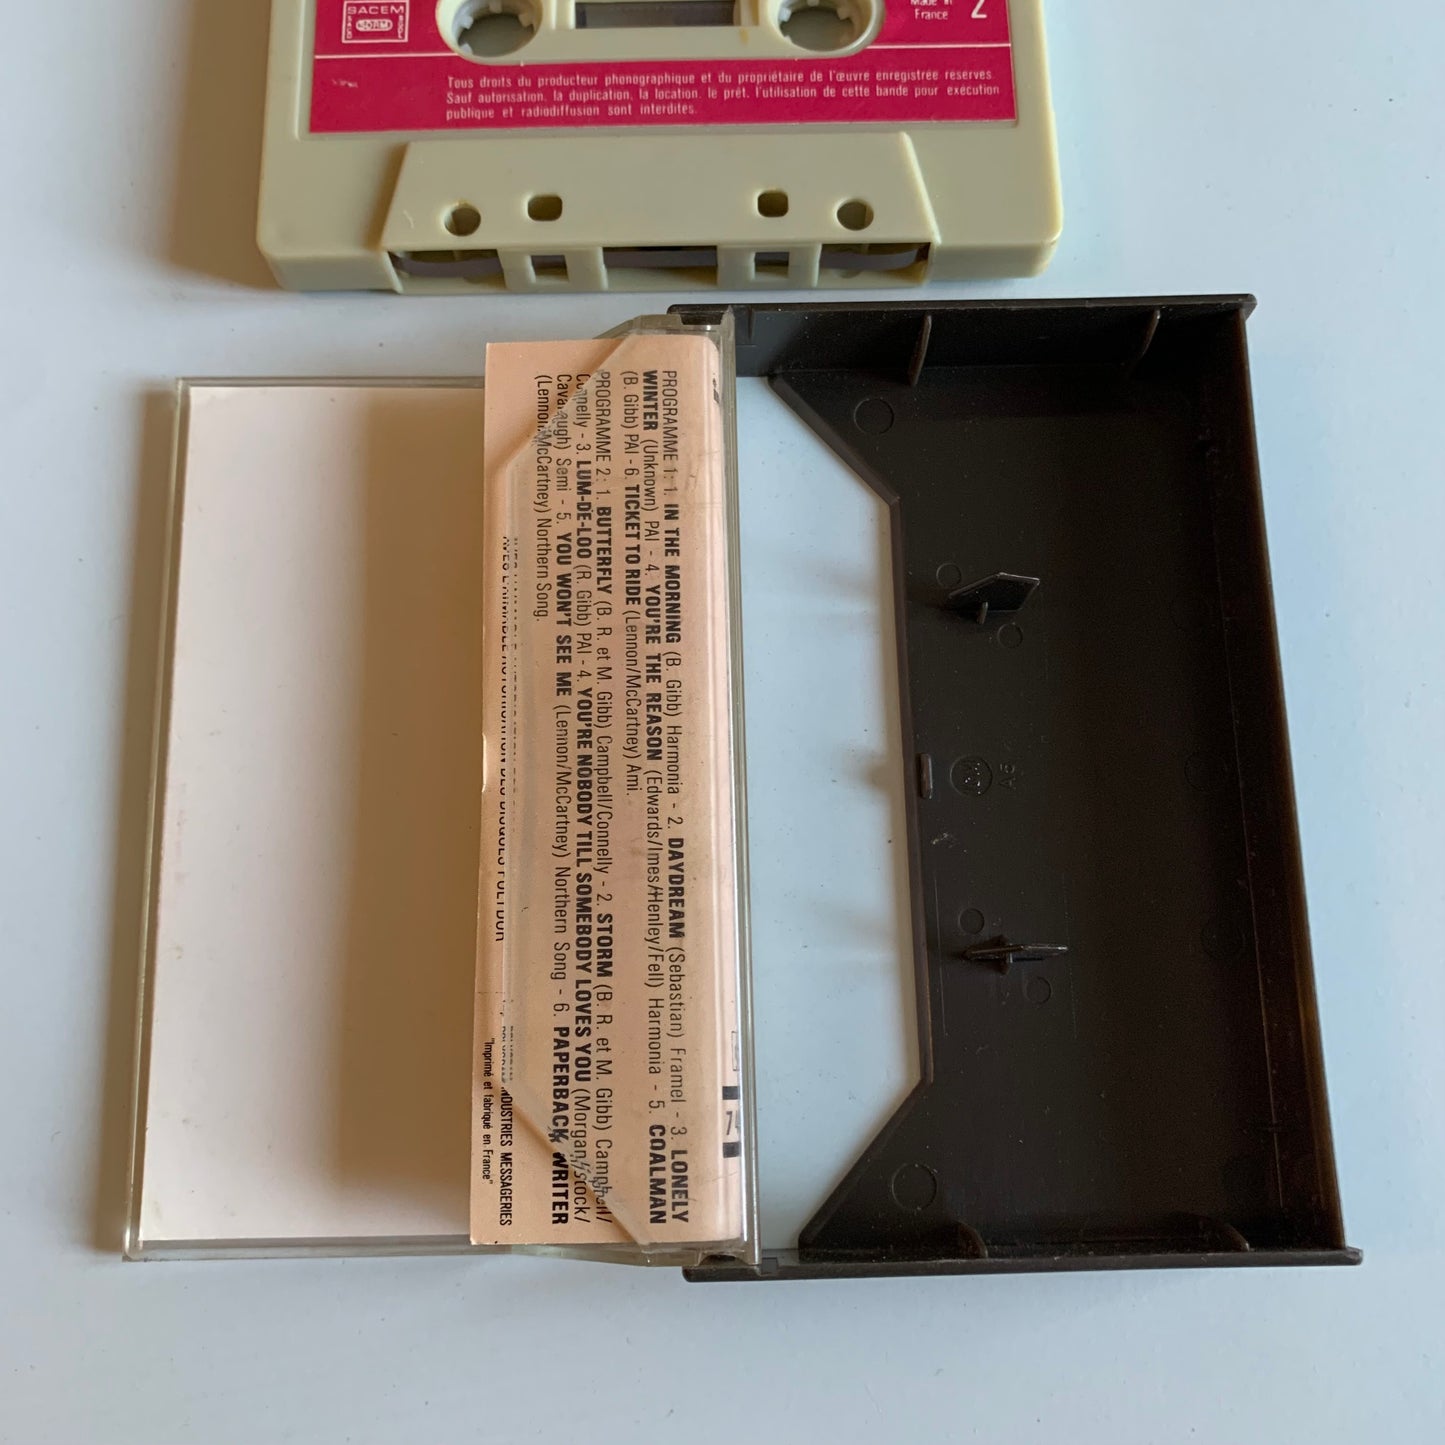 SACEM
SDRM
Made in
France
2
Tous droits du producteur phonographique et du propriétaire de l'œuvre enregistrée réservés.
Sauf autorisation, la duplication, la location, le prêt, l'utilisation de cette bande pour exécution
publique et radiodiffusion sont interdites.
PROGRAMME 1: 1. IN THE MORNING (B. Gibb) Harmonia - 2. DAYDREAM (Sebastian) Framel - 3. LONELY
WINTER (Unknown) PAI - 4. YOU'RE THE REASON (Edwards/Imes/Henley/Fell) Harmonia - 5. COALMAN
(B. Gibb) PAI - 6. TICKET TO RIDE (Lennon/McCartney) Ami.
PROGRAMME 2: 1. BUTTERFLY (B. R. et M. Gibb) Campbell/Connelly - 2. STORM (B. R. et M. Gibb) Campbell/
Connelly - 3. LUM-DE-LOO (R. Gibb) PAI - 4. YOU'RE NOBODY TILL SOMEBODY LOVES YOU (Morgan/Stock/
Cavanaugh) Semi - 5. YOU WON'T SEE ME (Lennon/McCartney) Northern Song - 6. PAPERBACK WRITER
(Lennon/McCartney) Northern Song.
INDUSTRIES MESSAGERIES
"Imprimé et fabriqué en France"
7